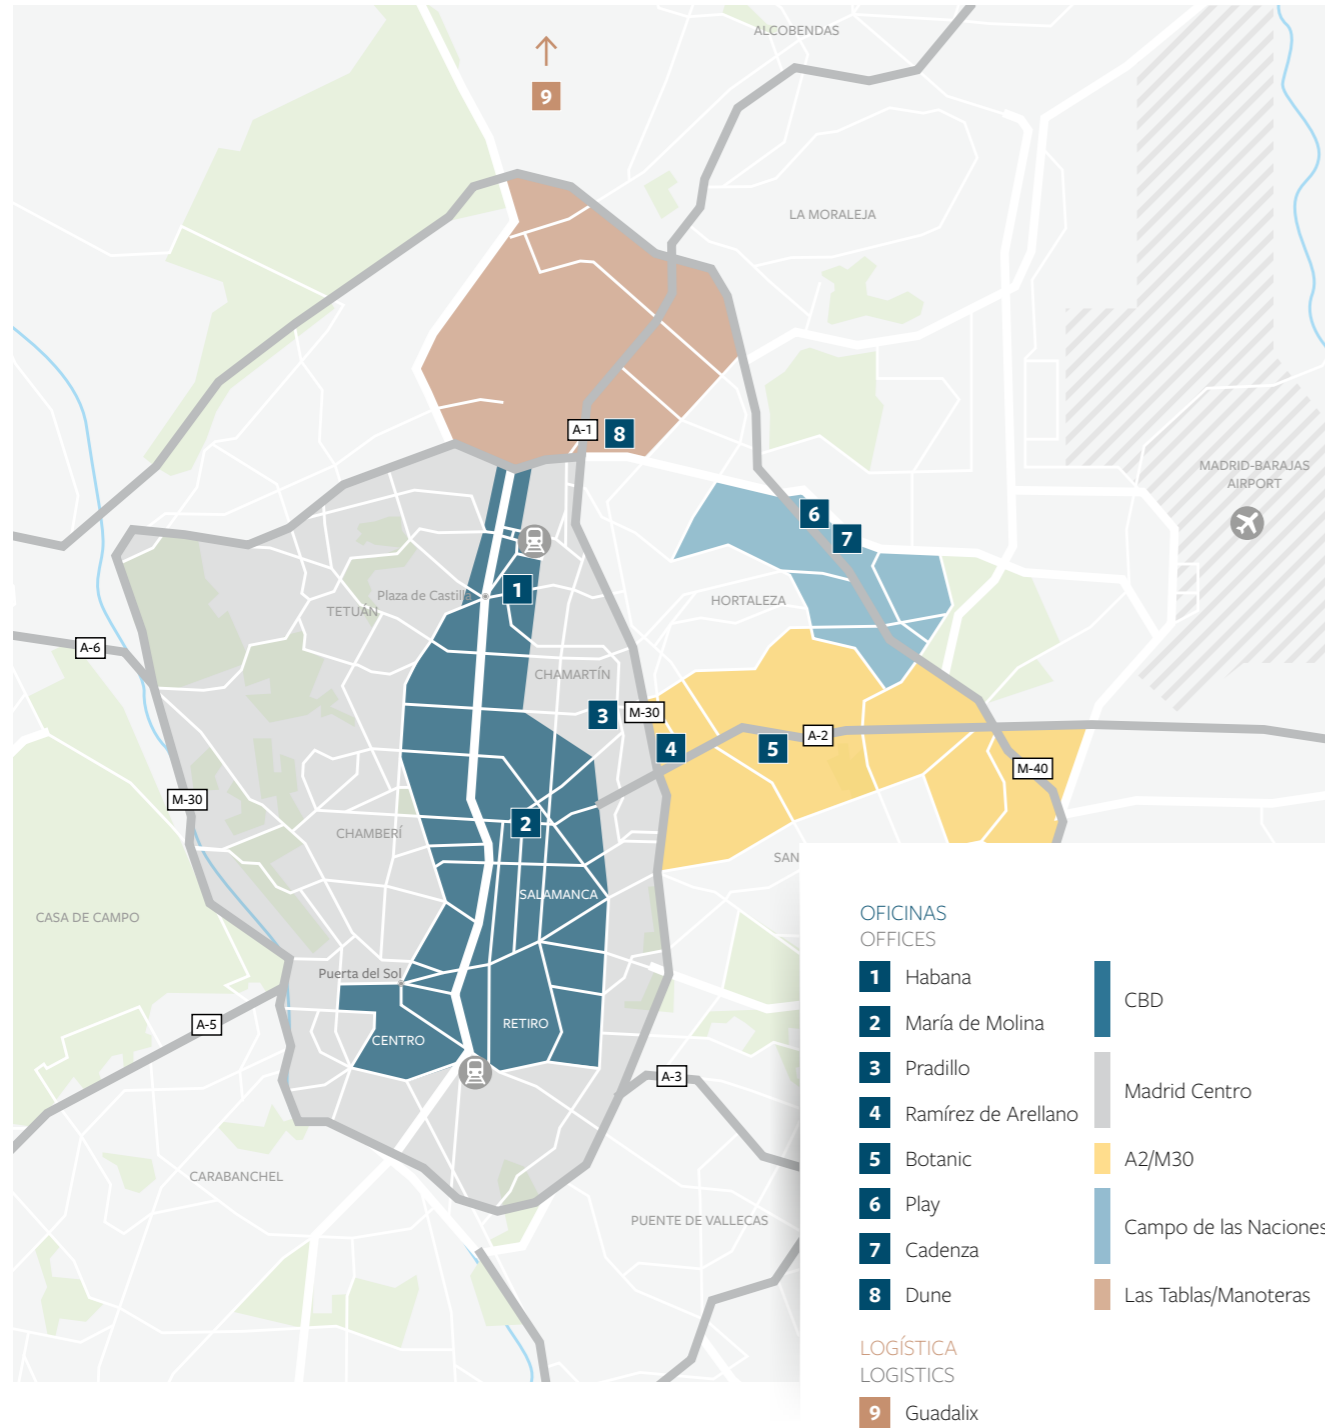 ALCOBENDAS
9
LA MORALEJA
A-1
8
MADRID-BARAJAS
AIRPORT
6
7
1
Plaza de Castilla
TETUÁN
HORTALEZA
A-6
CHAMARTÍN
3
M-30
4
5
A-2
M-40
M-30
2
CHAMBERÍ
SAN
SALAMANCA
CASA DE CAMPO
Puerta del Sol
A-5
RETIRO
CENTRO
A-3
CARABANCHEL
PUENTE DE VALLECAS
OFICINAS
OFFICES
1 Habana
2 María de Molina
3 Pradillo
4 Ramírez de Arellano
5 Botanic
6 Play
7 Cadenza
8 Dune
CBD
Madrid Centro
A2/M30
Campo de las Naciones
Las Tablas/Manoteras
LOGÍSTICA
LOGISTICS
9 Guadalix